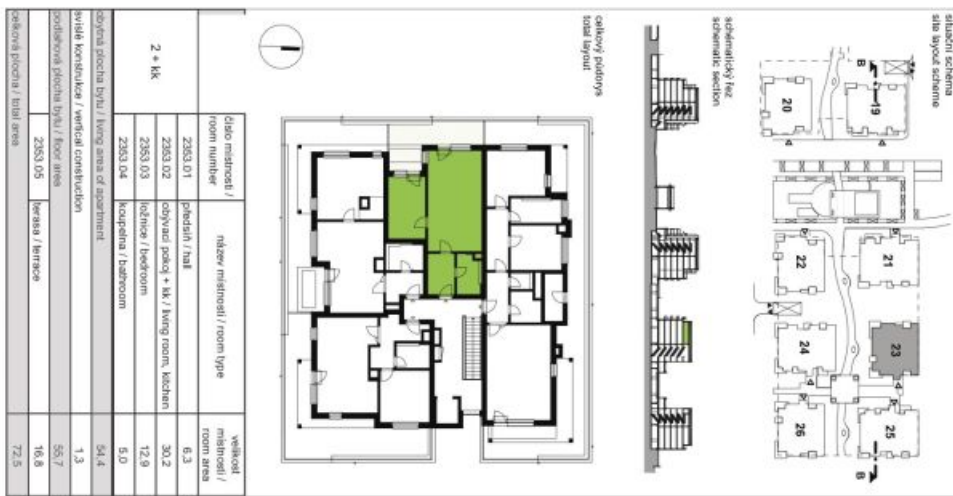 situační schéma
site layout scheme
B
19
20
21
22
23
24
25
26
B
schématický řez
schematic section
celkový půdorys
total layout
2 + kk
číslo místnosti /
room number
název místnosti / room type
velikost
místnosti /
room area
2353.01 předsíň / hall 6,3
2353.02 obývací pokoj + kk / living room, kitchen 30,2
2353.03 ložnice / bedroom 12,9
2353.04 koupelna / bathroom 5,0
obytná plocha bytu / living area of apartment 54,4
svislé konstrukce / vertical construction 1,3
podlahová plocha bytu / floor area 55,7
2353.05 terasa / terrace 16,8
celková plocha / total area 72,5